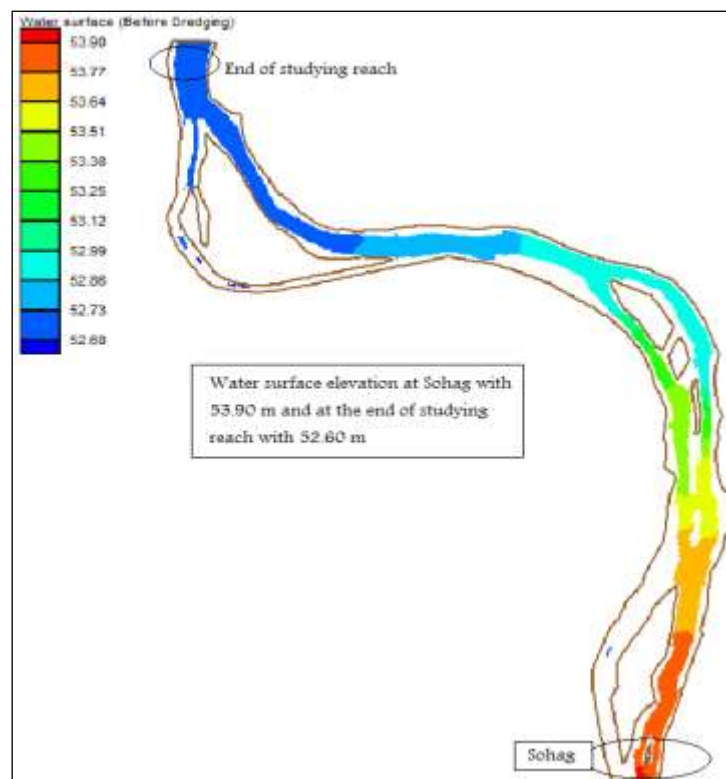 Water surface (Before Dredging)
53.90
53.77
53.64
53.51
53.38
53.25
53.12
52.99
52.86
52.73
52.60
End of studying reach
Water surface elevation at Sohag with
53.90 m and at the end of studying
reach with 52.60 m
Sohag